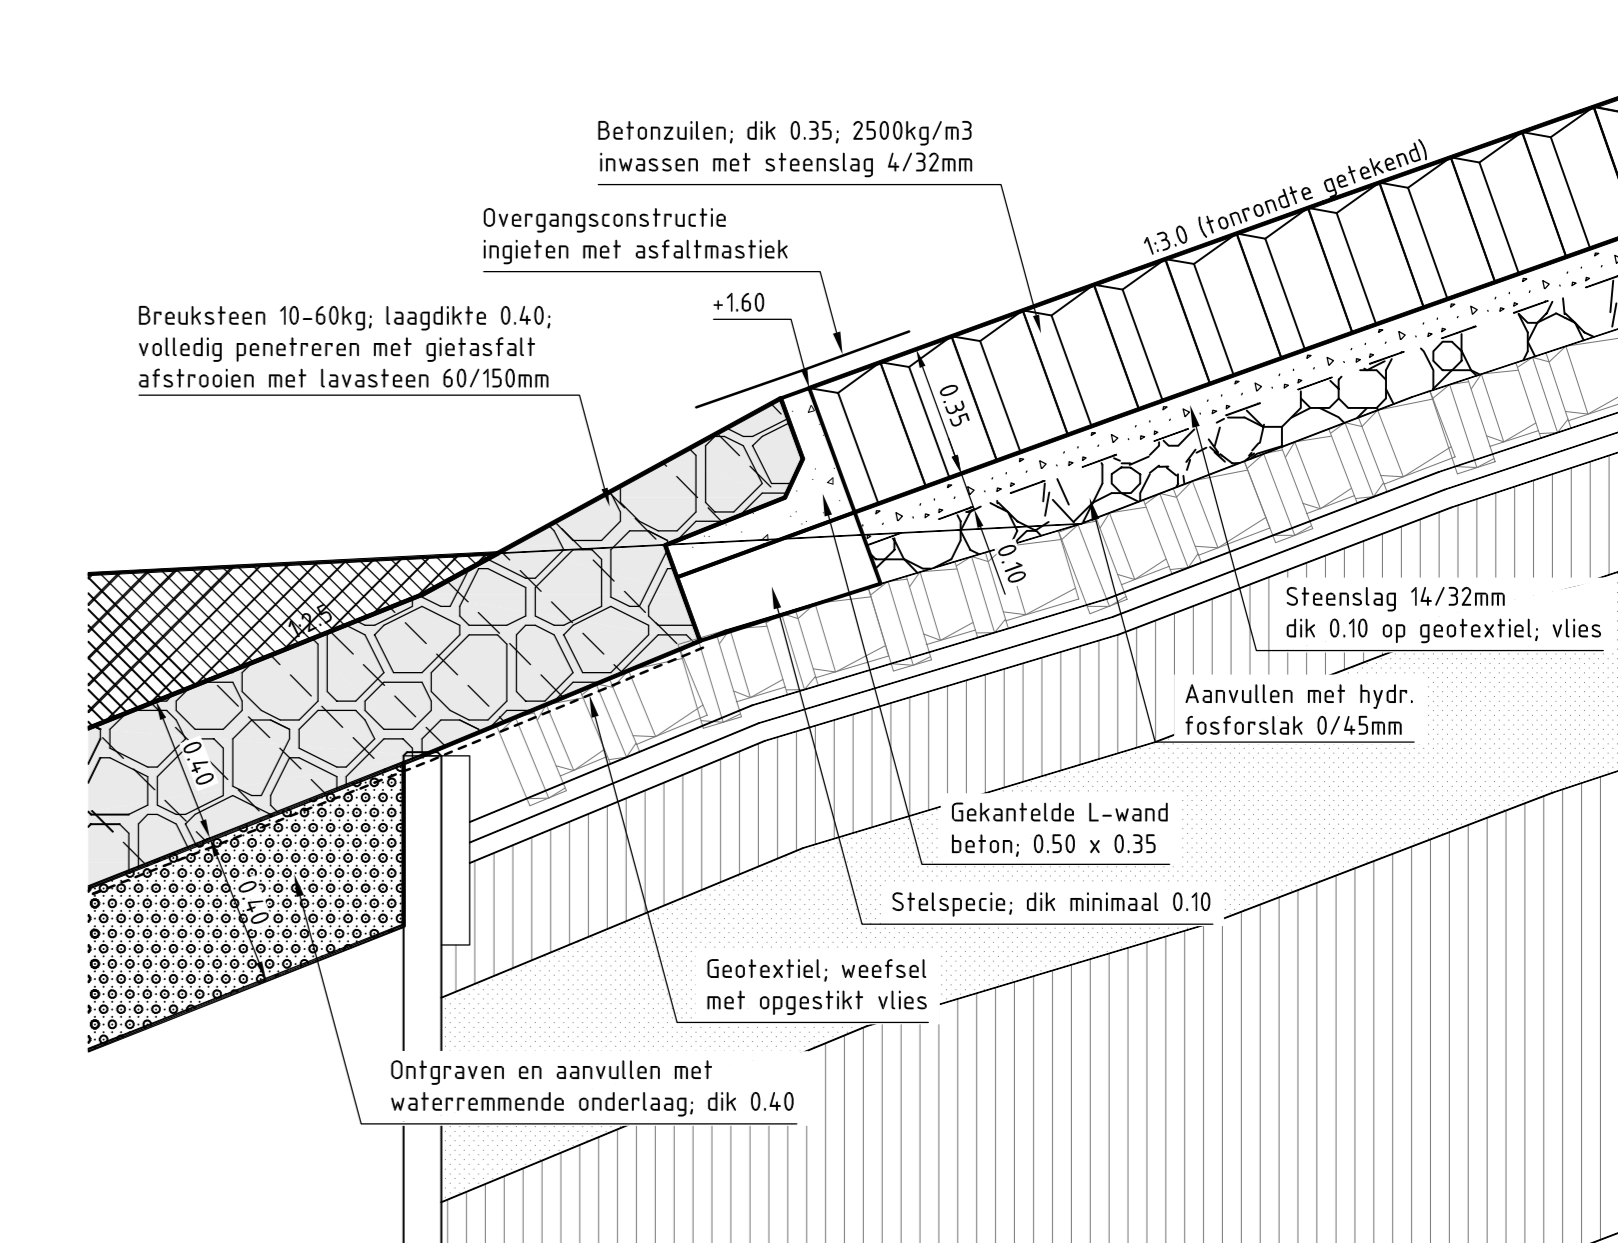 Betonzuilen; dik 0.35; 2500kg/m3
inwassen met steenslag 4/32mm
1:3.0 (tonrondte getekend)
Overgangsconstructie
ingieten met asfaltmastiek
+1.60
Breuksteen 10-60kg; laagdikte 0.40;
volledig penetreren met gietasfalt
afstrooien met lavasteen 60/150mm
0.35
0.10
Steenslag 14/32mm
dik 0.10 op geotextiel; vlies
1:2.5
Aanvullen met hydr.
fosforslak 0/45mm
0.40
Gekantelde L-wand
beton; 0.50 x 0.35
0.40
Stelspecie; dik minimaal 0.10
Geotextiel; weefsel
met opgestikt vlies
Ontgraven en aanvullen met
waterremmende onderlaag; dik 0.40